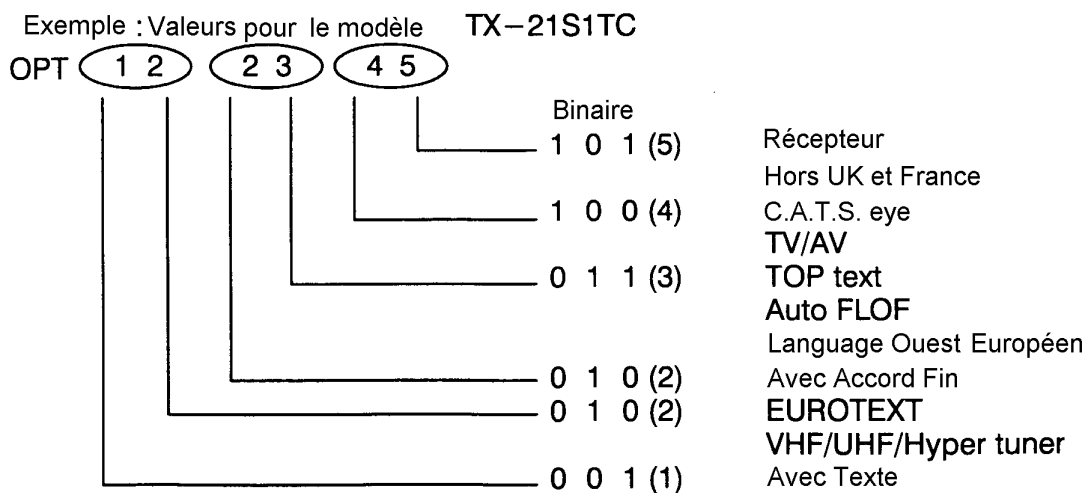 Exemple : Valeurs pour le modèle TX-21S1TC
OPT 1 2 2 3 4 5
Binaire
1 0 1 (5) Récepteur
Hors UK et France
1 0 0 (4) C.A.T.S. eye
TV/AV
0 1 1 (3) TOP text
Auto FLOF
Language Ouest Européen
0 1 0 (2) Avec Accord Fin
0 1 0 (2) EUROTEXT
VHF/UHF/Hyper tuner
0 0 1 (1) Avec Texte